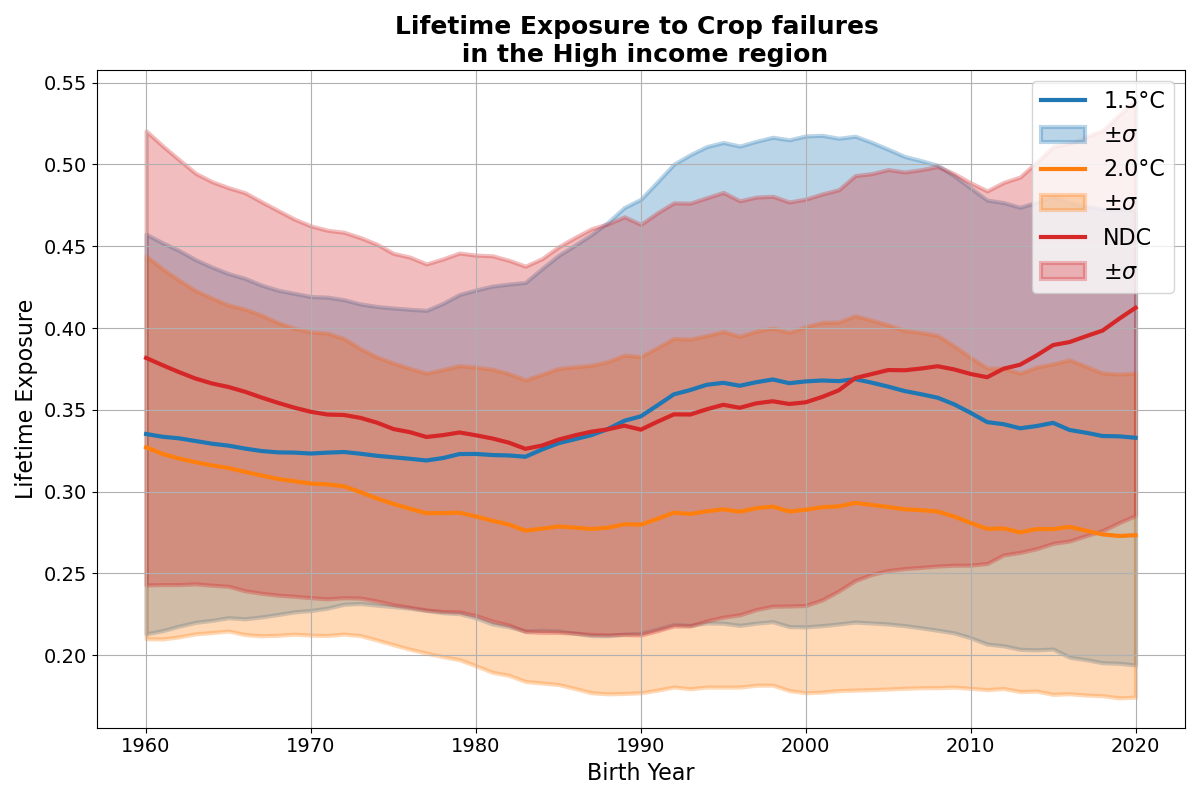 Lifetime Exposure to Crop failures
in the High income region
Lifetime Exposure
0.55
0.50
0.45
0.40
0.35
0.30
0.25
0.20
1.5°C
±σ
2.0°C
±σ
NDC
±σ
1960 1970 1980 1990 2000 2010 2020
Birth Year